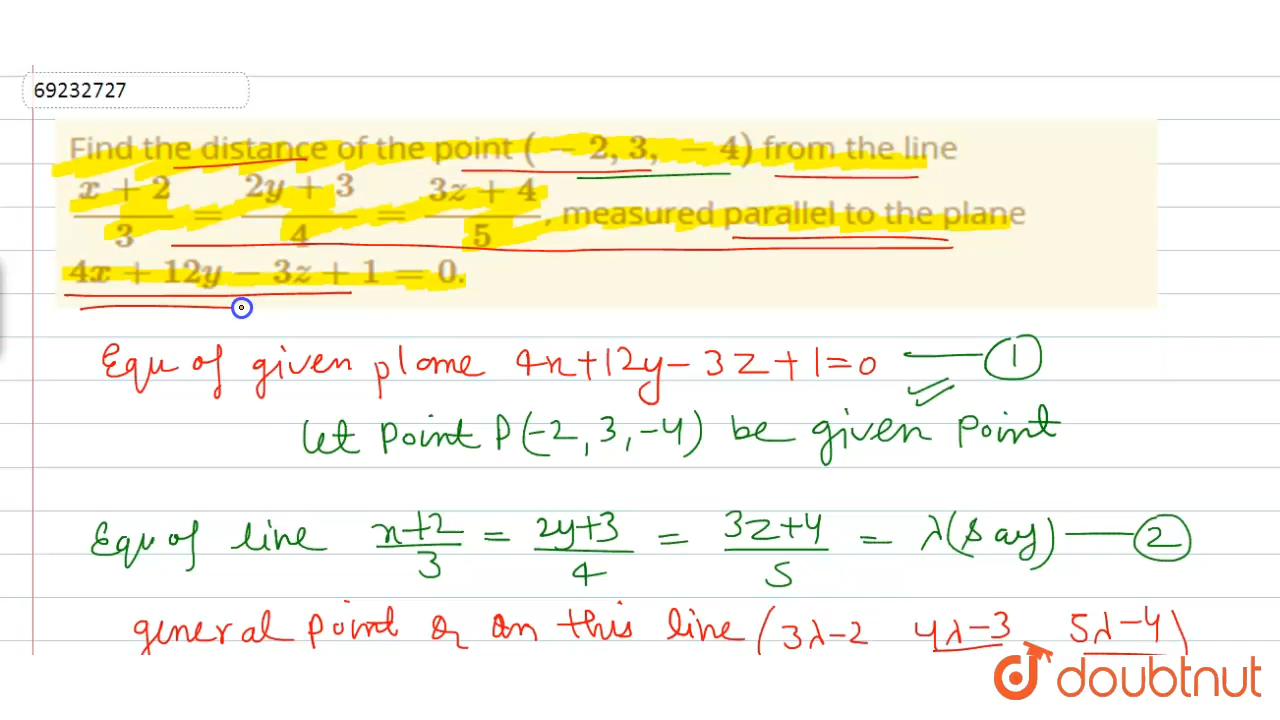 69232727
Find the distance of the point (−2, 3, −4) from the line
x + 2 / 3 = 2y + 3 / 4 = 3z + 4 / 5, measured parallel to the plane
4x + 12y − 3z + 1 = 0.
Equ of given plane 4x+12y-3z+1=0 — 1
let point P(-2, 3, -4) be given point
Equ of line x+2 / 3 = 2y+3 / 4 = 3z+4 / 5 = λ(say) — 2
general point on this line (3λ-2 4λ-3 5λ-4)
doubtnut